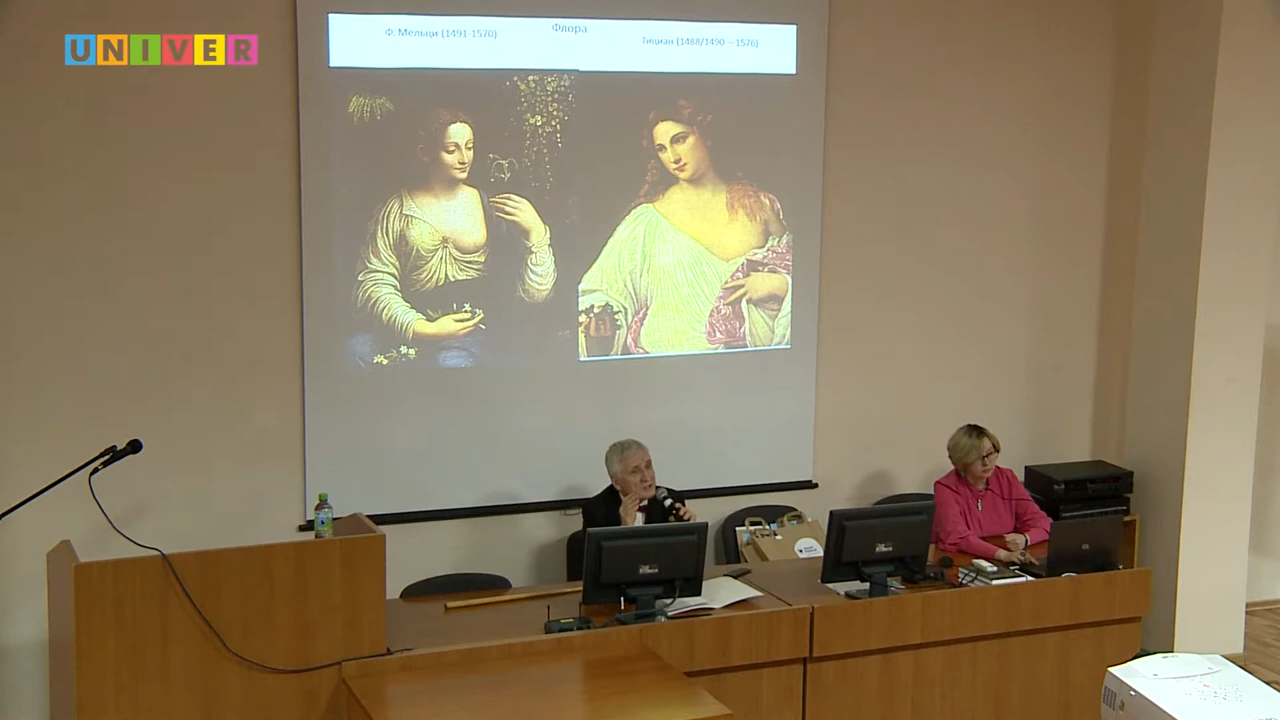 UNIVER
Флора
Ф. Мельци (1491-1570)
Тициан (1488/1490 – 1576)